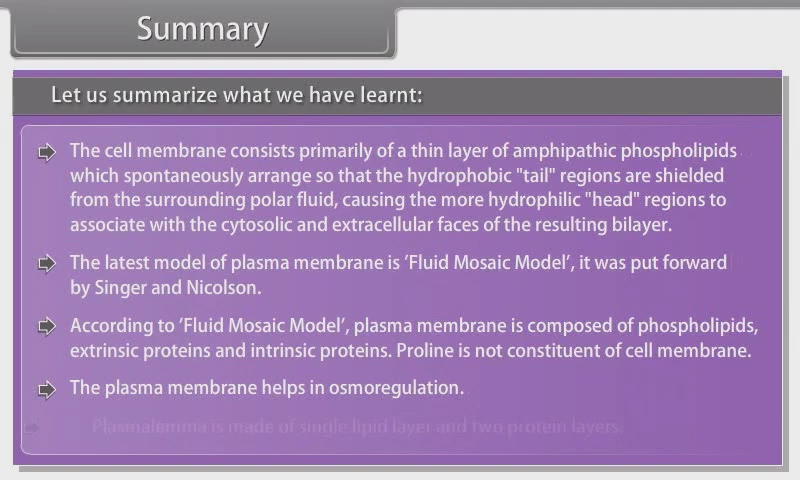 Summary
Let us summarize what we have learnt:
The cell membrane consists primarily of a thin layer of amphipathic phospholipids
which spontaneously arrange so that the hydrophobic "tail" regions are shielded
from the surrounding polar fluid, causing the more hydrophilic "head" regions to
associate with the cytosolic and extracellular faces of the resulting bilayer.
The latest model of plasma membrane is ‘Fluid Mosaic Model’, it was put forward
by Singer and Nicolson.
According to ‘Fluid Mosaic Model’, plasma membrane is composed of phospholipids,
extrinsic proteins and intrinsic proteins. Proline is not constituent of cell membrane.
The plasma membrane helps in osmoregulation.
Plasmalemma is made of single lipid layer and two protein layers.